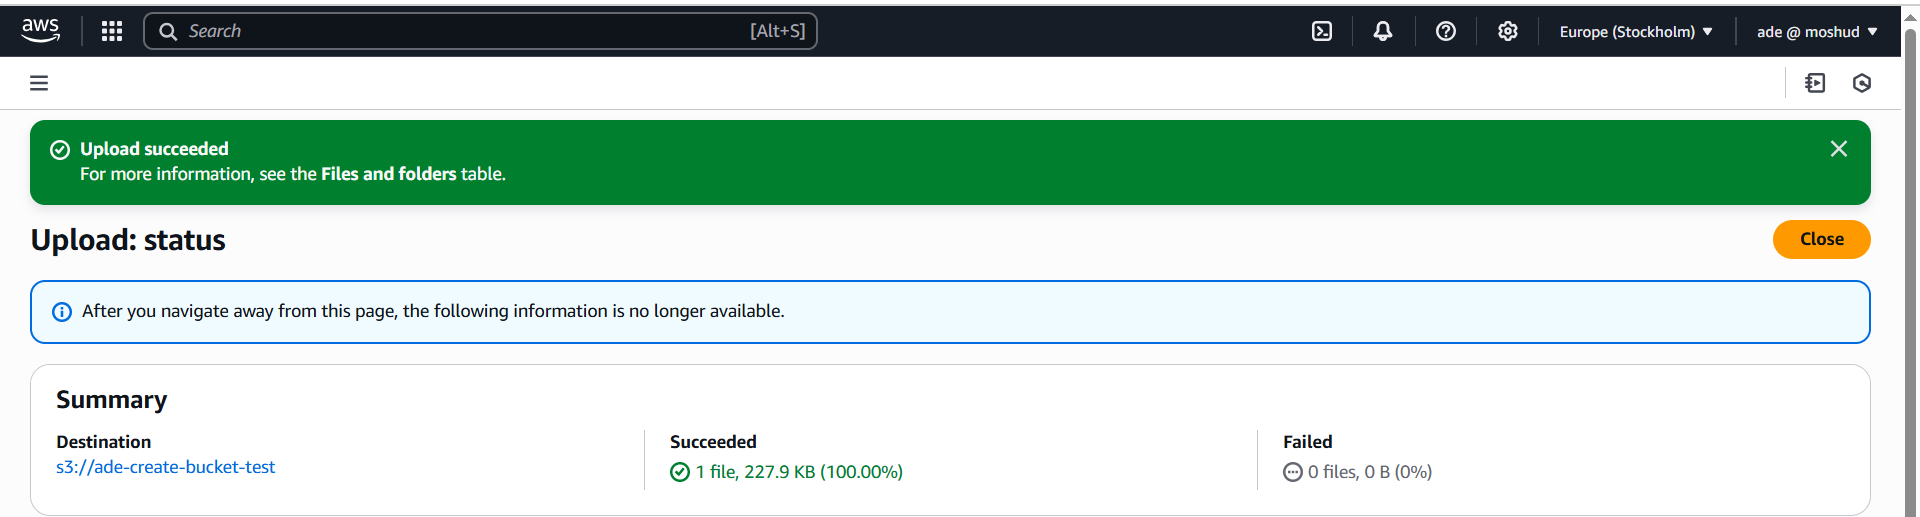 aws
Search [Alt+S]
Europe (Stockholm)
ade @ moshud
Upload succeeded
For more information, see the Files and folders table.
Upload: status
Close
After you navigate away from this page, the following information is no longer available.
Summary
Destination
s3://ade-create-bucket-test
Succeeded
1 file, 227.9 KB (100.00%)
Failed
0 files, 0 B (0%)